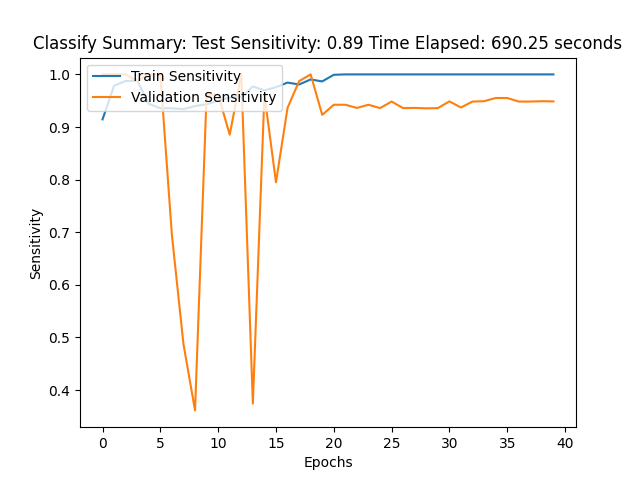 Classify Summary: Test Sensitivity: 0.89 Time Elapsed: 690.25 seconds
Train Sensitivity
Validation Sensitivity
1.0
0.9
0.8
0.7
0.6
0.5
0.4
Sensitivity
0 5 10 15 20 25 30 35 40
Epochs